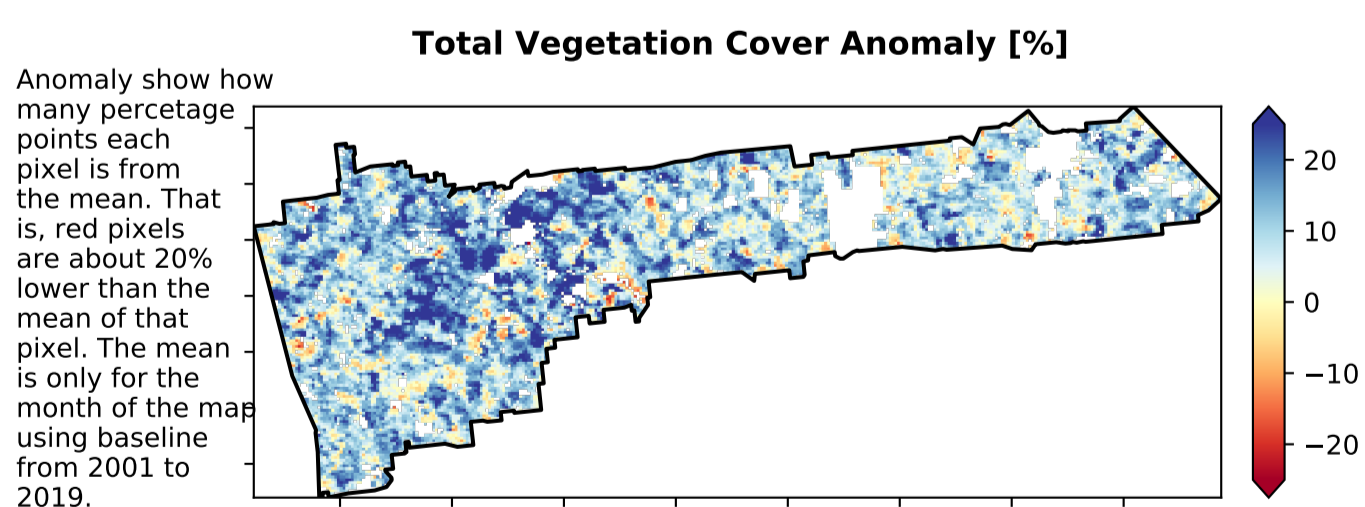 Total Vegetation Cover Anomaly [%]
Anomaly show how
many percetage
points each
pixel is from
the mean. That
is, red pixels
are about 20%
lower than the
mean of that
pixel. The mean
is only for the
month of the map
using baseline
from 2001 to
2019.
20
10
0
−10
−20